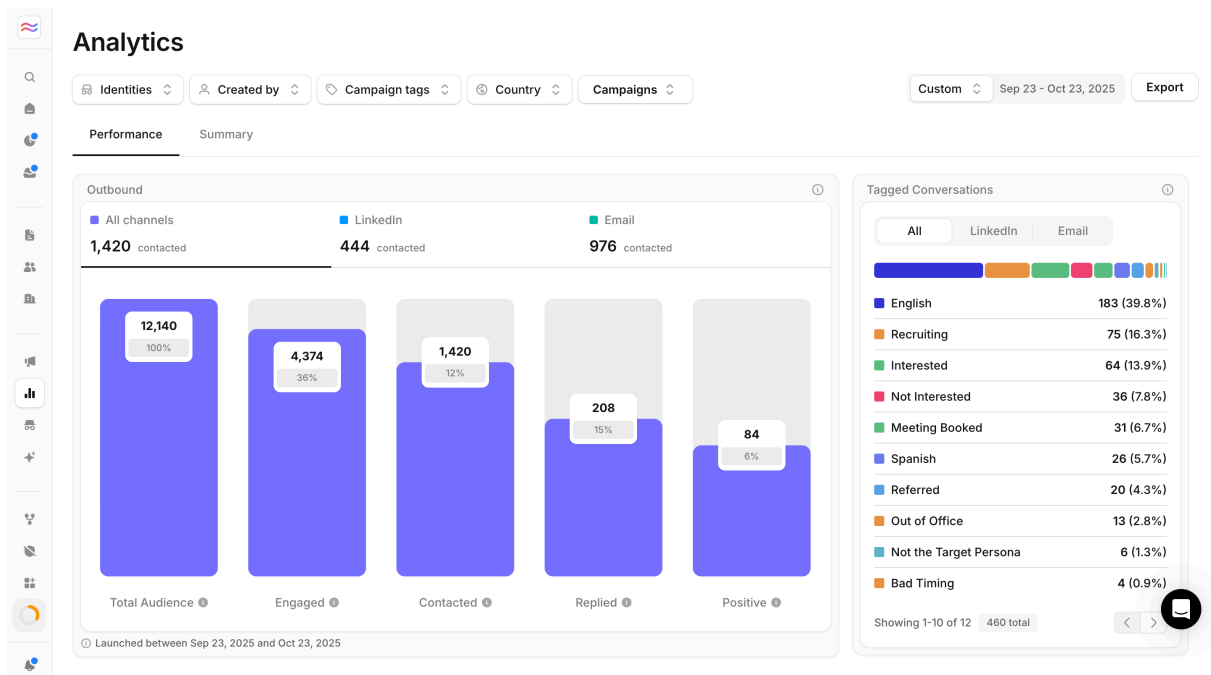 Analytics
Identities
Created by
Campaign tags
Country
Campaigns
Custom
Sep 23 - Oct 23, 2025
Export
Performance
Summary
Outbound
All channels
1,420 contacted
LinkedIn
444 contacted
Email
976 contacted
12,140
100%
4,374
36%
1,420
12%
208
15%
84
6%
Total Audience
Engaged
Contacted
Replied
Positive
Launched between Sep 23, 2025 and Oct 23, 2025
Tagged Conversations
All
LinkedIn
Email
English 183 (39.8%)
Recruiting 75 (16.3%)
Interested 64 (13.9%)
Not Interested 36 (7.8%)
Meeting Booked 31 (6.7%)
Spanish 26 (5.7%)
Referred 20 (4.3%)
Out of Office 13 (2.8%)
Not the Target Persona 6 (1.3%)
Bad Timing 4 (0.9%)
Showing 1-10 of 12 460 total